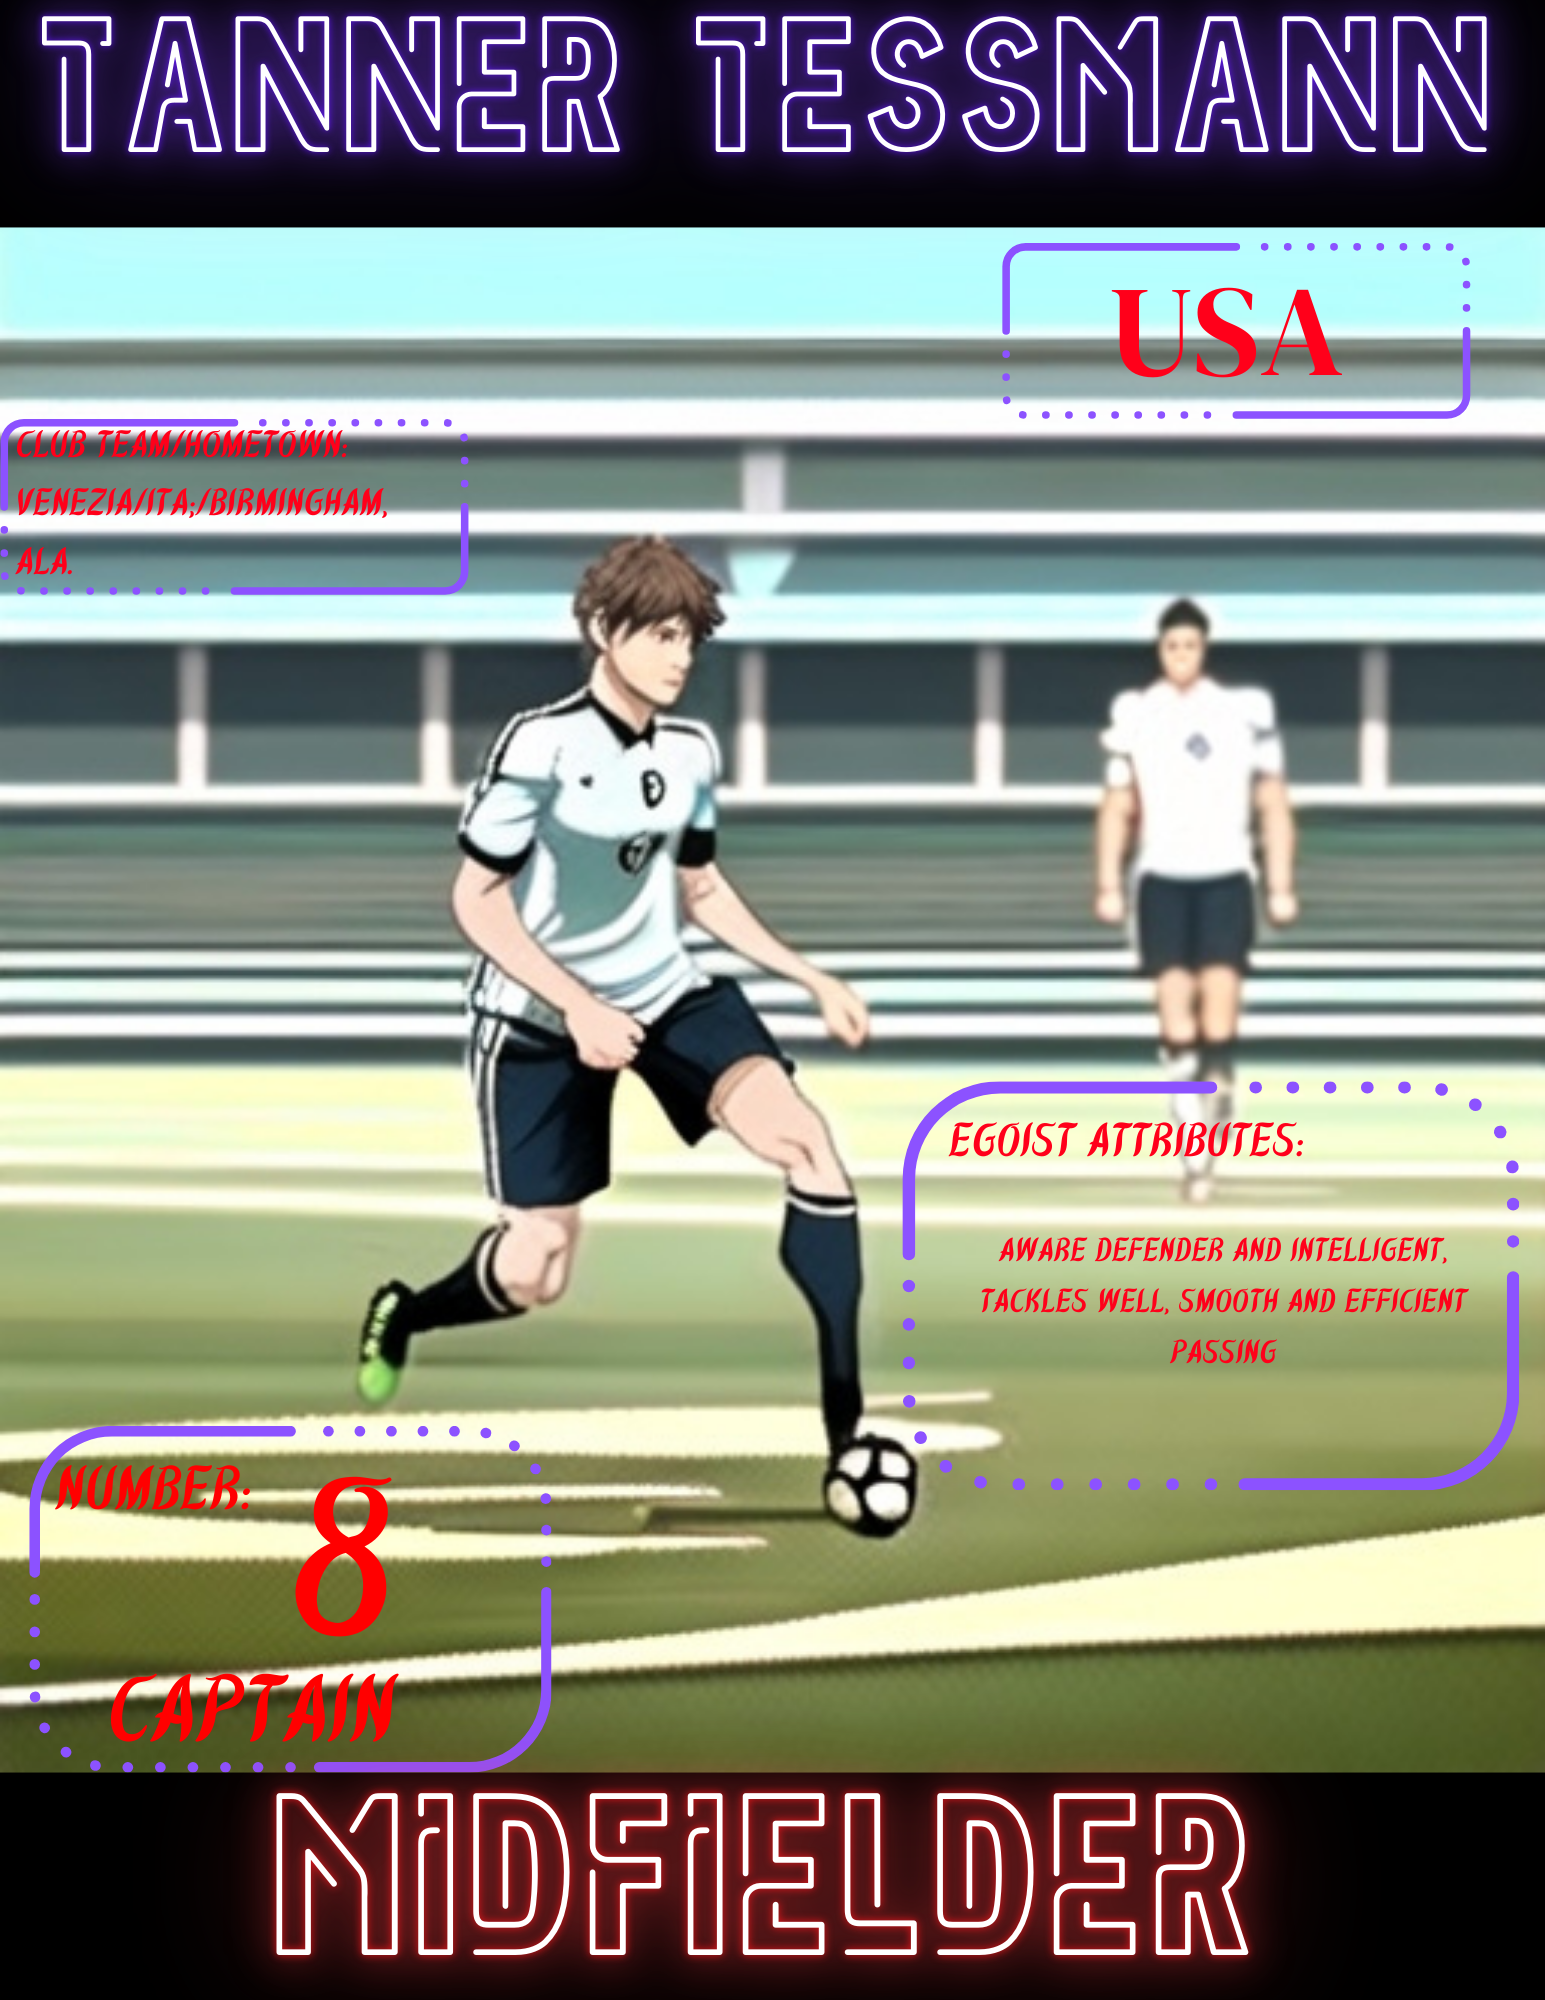 TANNER TESSMANN
USA
CLUB TEAM/HOMETOWN:
VENEZIA/ITA;/BIRMINGHAM,
ALA.
EGOIST ATTRIBUTES:
AWARE DEFENDER AND INTELLIGENT,
TACKLES WELL, SMOOTH AND EFFICIENT
PASSING
NUMBER: 8
CAPTAIN
MIDFIELDER